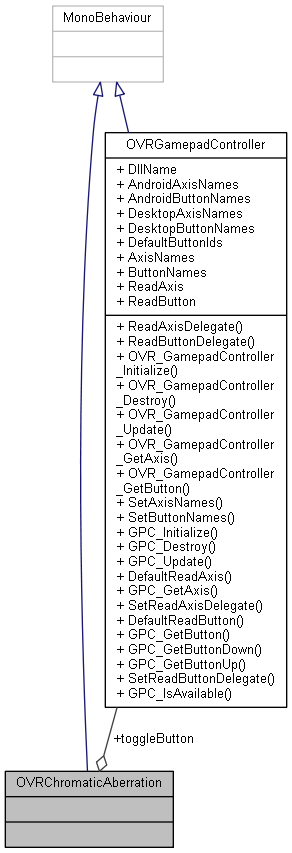 MonoBehaviour
OVRGamepadController
+ DllName
+ AndroidAxisNames
+ AndroidButtonNames
+ DesktopAxisNames
+ DesktopButtonNames
+ DefaultButtonIds
+ AxisNames
+ ButtonNames
+ ReadAxis
+ ReadButton
+ ReadAxisDelegate()
+ ReadButtonDelegate()
+ OVR_GamepadController
_Initialize()
+ OVR_GamepadController
_Destroy()
+ OVR_GamepadController
_Update()
+ OVR_GamepadController
_GetAxis()
+ OVR_GamepadController
_GetButton()
+ SetAxisNames()
+ SetButtonNames()
+ GPC_Initialize()
+ GPC_Destroy()
+ GPC_Update()
+ DefaultReadAxis()
+ GPC_GetAxis()
+ SetReadAxisDelegate()
+ DefaultReadButton()
+ GPC_GetButton()
+ GPC_GetButtonDown()
+ GPC_GetButtonUp()
+ SetReadButtonDelegate()
+ GPC_IsAvailable()
+toggleButton
OVRChromaticAberration